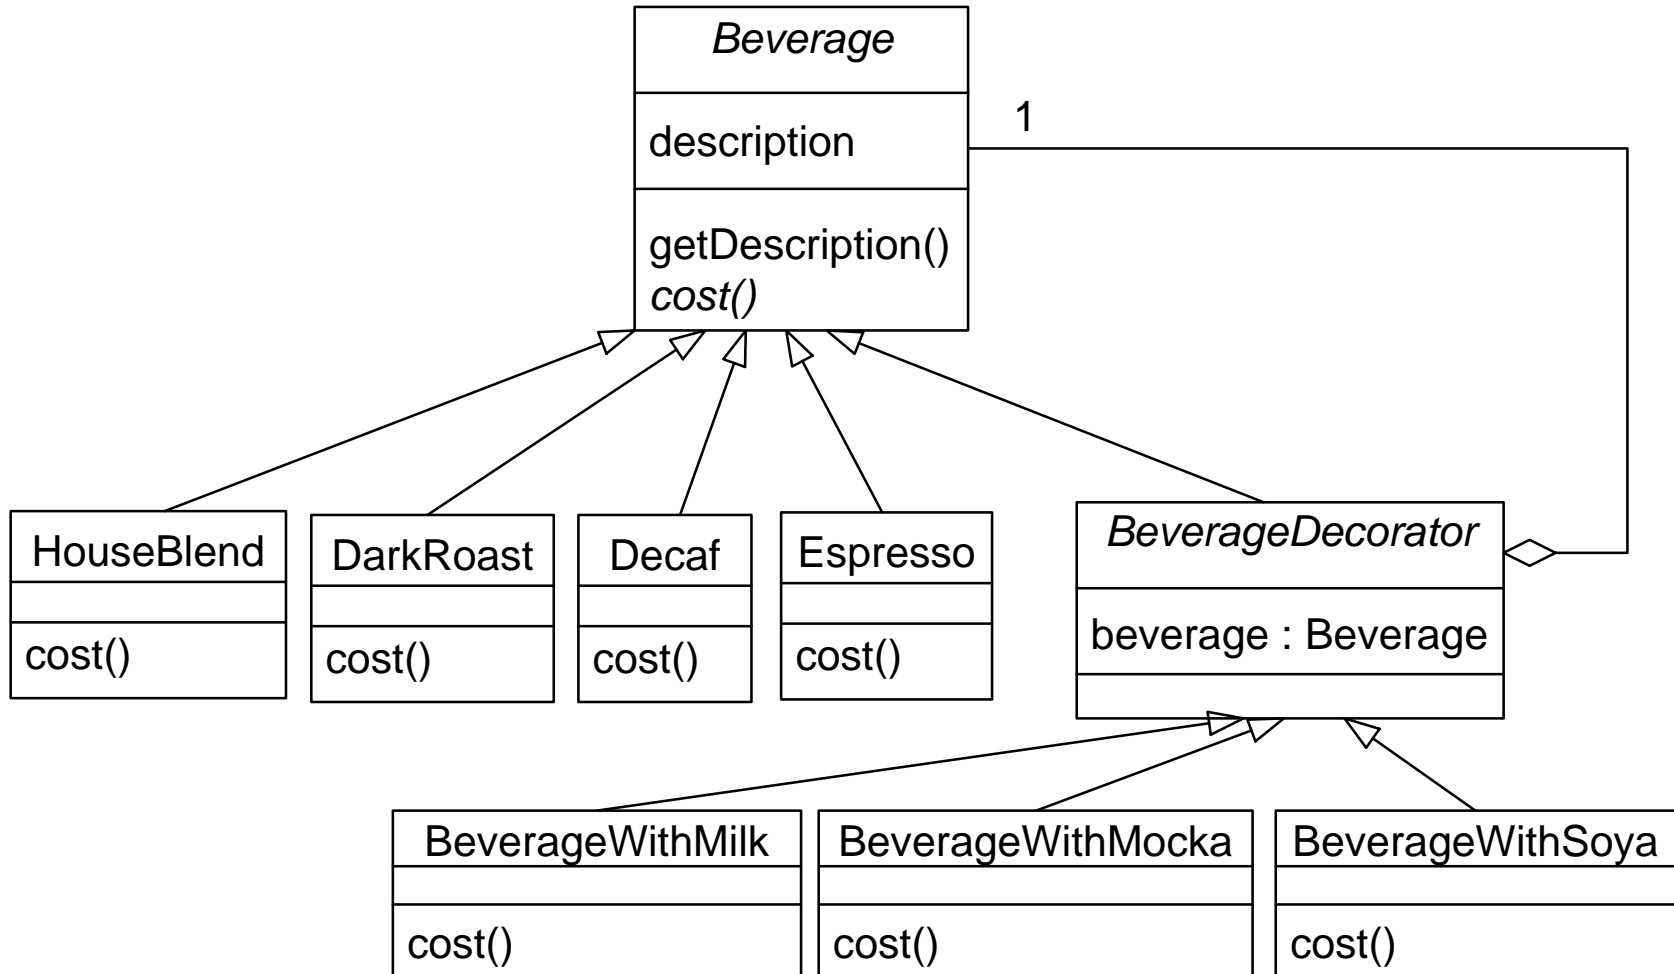 Beverage
description
1
getDescription()
cost()
HouseBlend
cost()
DarkRoast
cost()
Decaf
cost()
Espresso
cost()
BeverageDecorator
beverage : Beverage
BeverageWithMilk
cost()
BeverageWithMocka
cost()
BeverageWithSoya
cost()